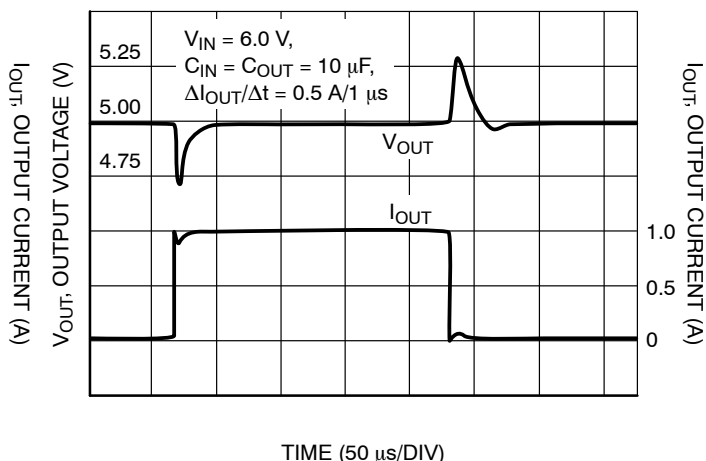 V_IN = 6.0 V,
C_IN = C_OUT = 10 μF,
ΔI_OUT/Δt = 0.5 A/1 μs
5.25
5.00
4.75
V_OUT
I_OUT
1.0
0.5
0
I_OUT, OUTPUT CURRENT (A)
V_OUT, OUTPUT VOLTAGE (V)
I_OUT, OUTPUT CURRENT (A)
TIME (50 μs/DIV)